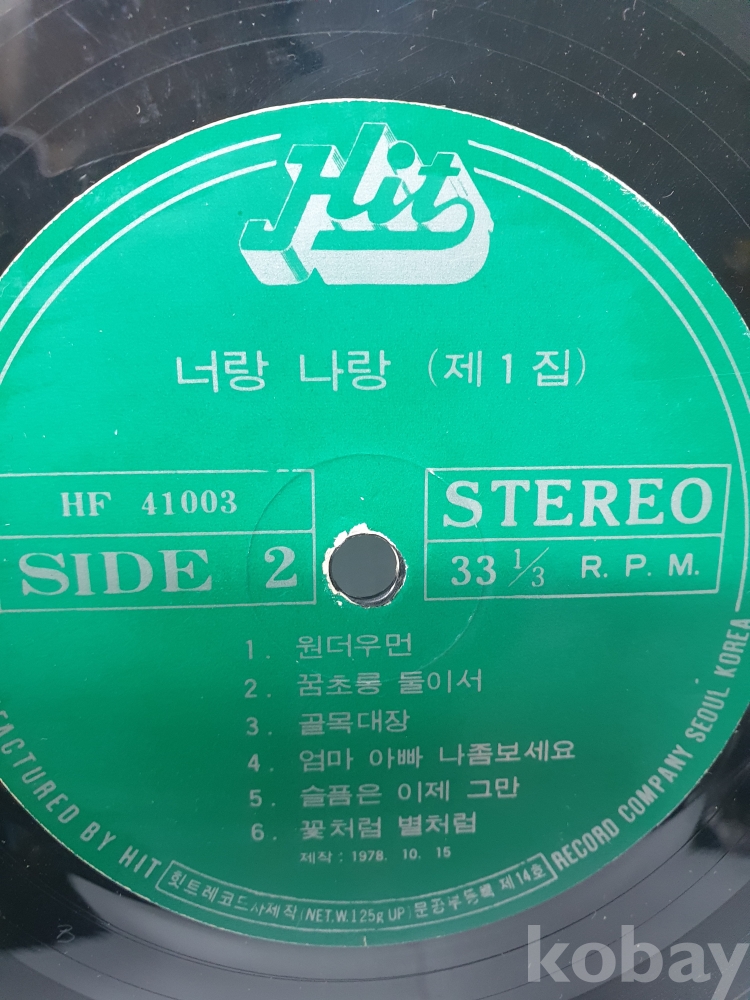 Hit
너랑 나랑 (제1집)
HF 41003
SIDE 2
STEREO
33 1/3 R. P. M.
1. 원더우먼
2. 꿈초롱 둘이서
3. 골목대장
4. 엄마 아빠 나좀보세요
5. 슬픔은 이제 그만
6. 꽃처럼 별처럼
제작 : 1978. 10. 15
FACTURED BY HIT
힛트레코드사제작 (NET.W.125g UP) 문공부등록 제14호
RECORD COMPANY SEOUL KOREA
kobay